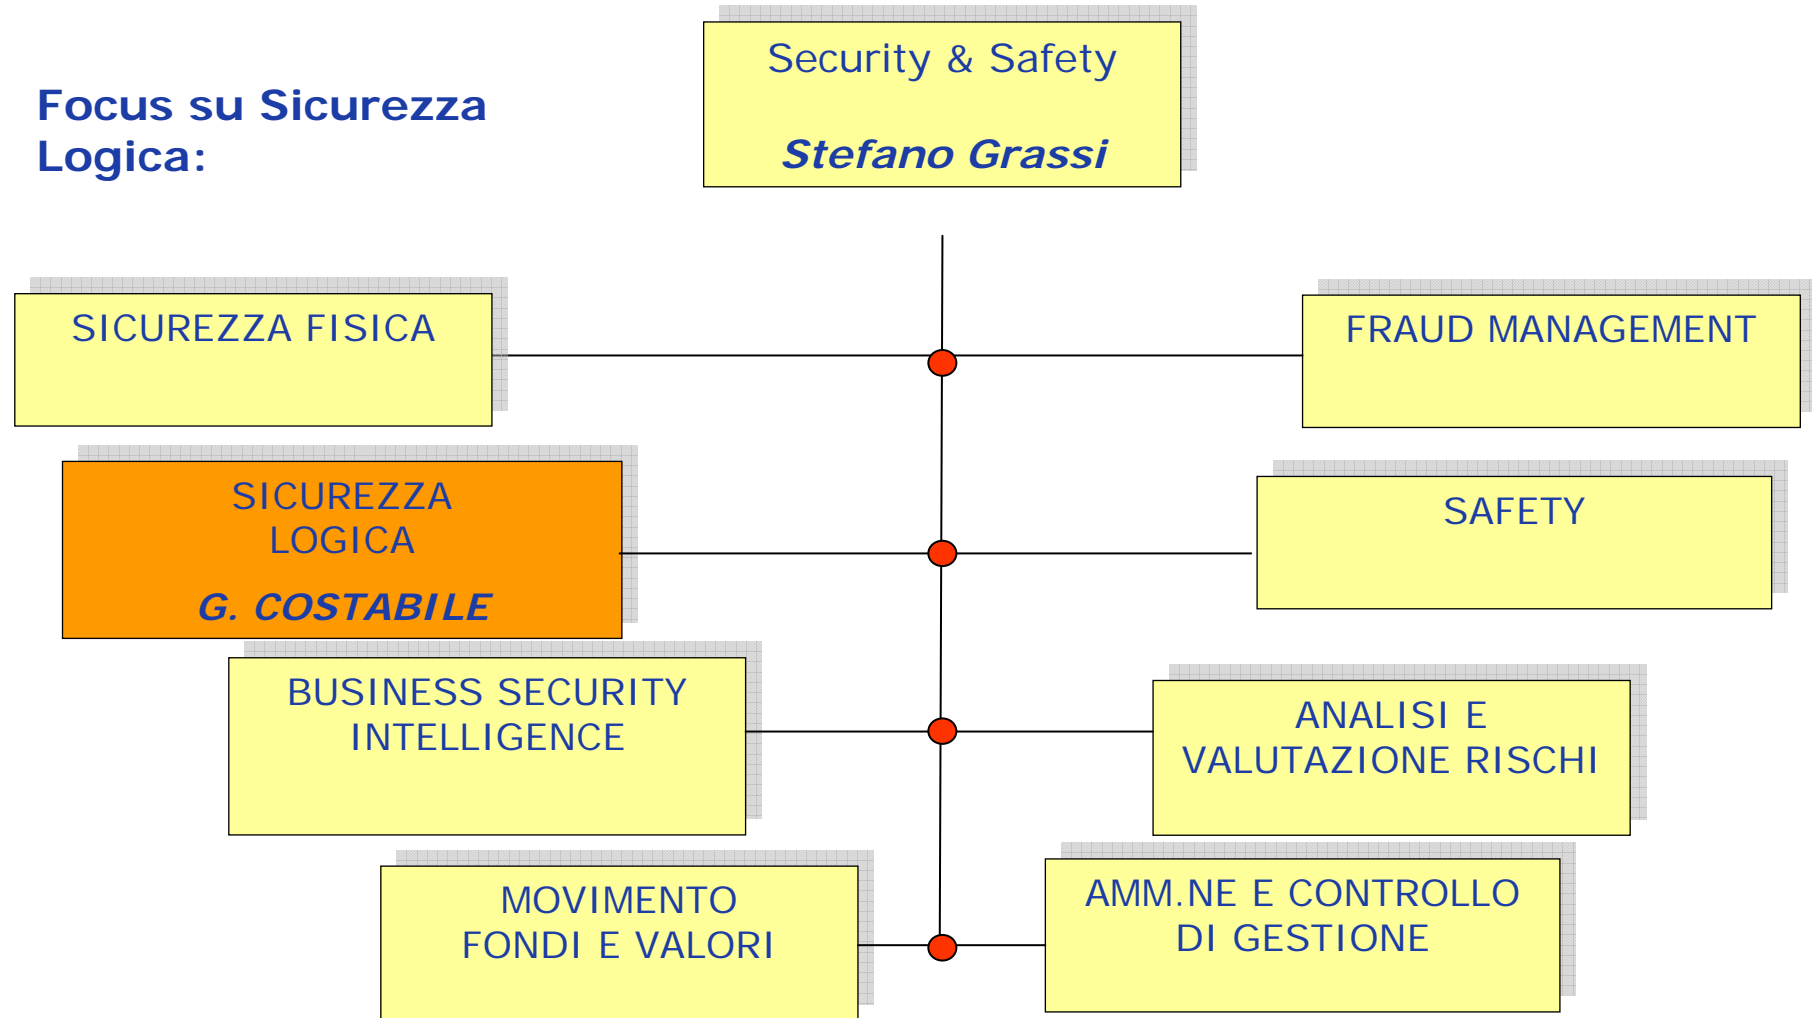 Focus su Sicurezza
Logica:
Security & Safety
Stefano Grassi
SICUREZZA FISICA
FRAUD MANAGEMENT
SICUREZZA
LOGICA
G. COSTABILE
SAFETY
BUSINESS SECURITY
INTELLIGENCE
ANALISI E
VALUTAZIONE RISCHI
MOVIMENTO
FONDI E VALORI
AMM.NE E CONTROLLO
DI GESTIONE